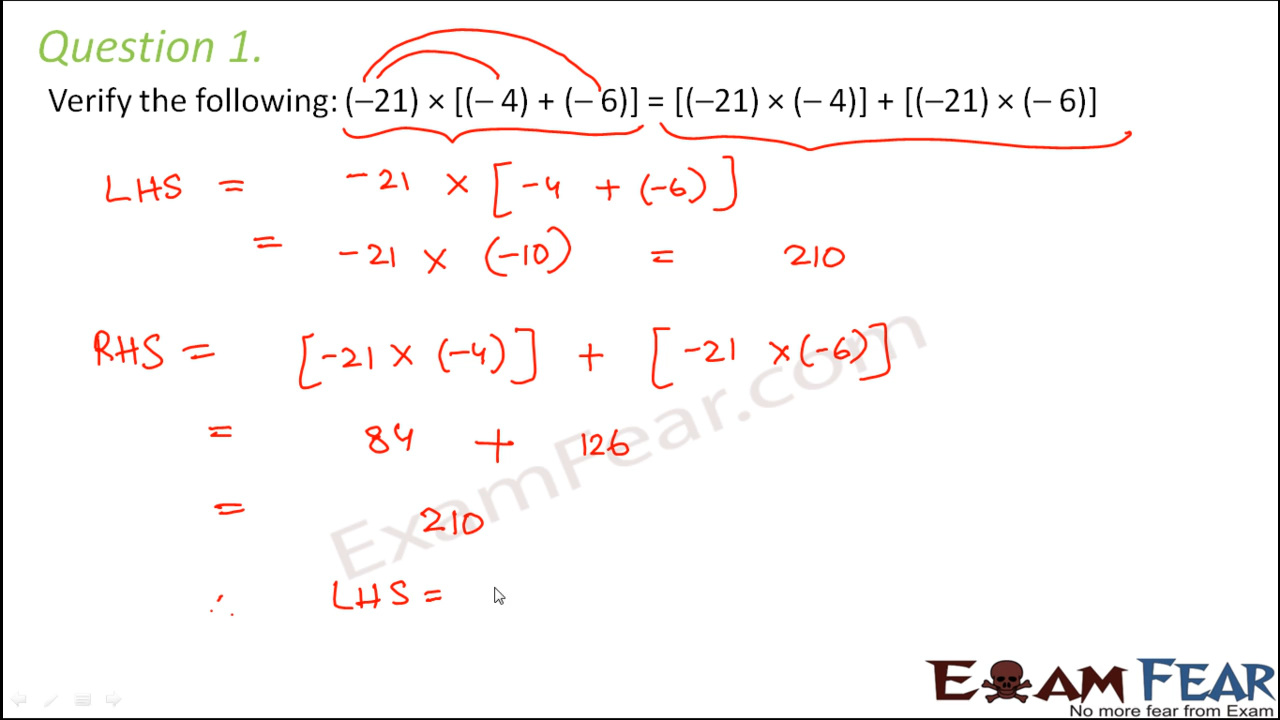 Question 1.
Verify the following: (–21) × [(– 4) + (– 6)] = [(–21) × (– 4)] + [(–21) × (– 6)]
LHS = -21 × [-4 + (-6)]
= -21 × (-10) = 210
RHS = [-21 × (-4)] + [-21 × (-6)]
= 84 + 126
= 210
∴ LHS =
ExamFear.com
EXAM FEAR
No more fear from Exam